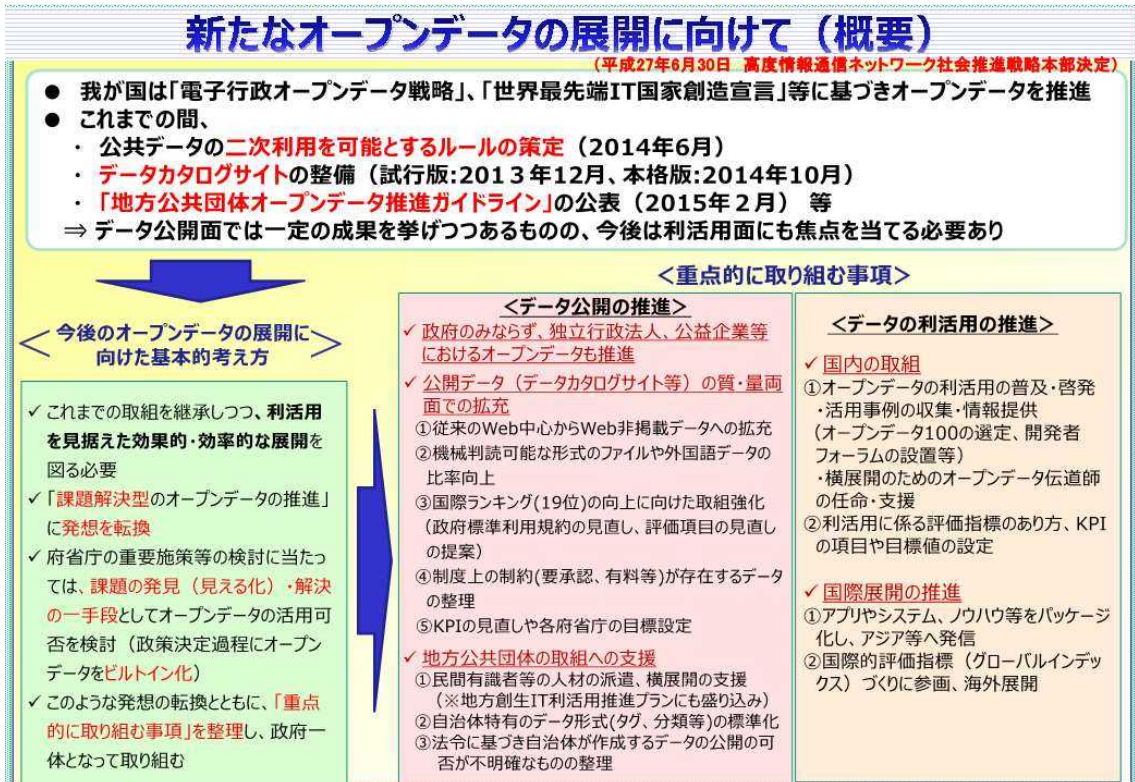 新たなオープンデータの展開に向けて（概要）
（平成27年6月30日 高度情報通信ネットワーク社会推進戦略本部決定）
● 我が国は「電子行政オープンデータ戦略」、「世界最先端IT国家創造宣言」等に基づきオープンデータを推進
● これまでの間、
・ 公共データの二次利用を可能とするルールの策定（2014年6月）
・ データカタログサイトの整備（試行版:2013年12月、本格版:2014年10月）
・ 「地方公共団体オープンデータ推進ガイドライン」の公表（2015年２月） 等
⇒ データ公開面では一定の成果を挙げつつあるものの、今後は利活用面にも焦点を当てる必要あり
今後のオープンデータの展開に
向けた基本的考え方
✓ これまでの取組を継承しつつ、利活用
を見据えた効果的・効率的な展開を
図る必要
✓ 「課題解決型のオープンデータの推進」
に発想を転換
✓ 府省庁の重要施策等の検討に当たっ
ては、課題の発見（見える化）・解決
の一手段としてオープンデータの活用可
否を検討（政策決定過程にオープン
データをビルトイン化）
✓ このような発想の転換とともに、「重点
的に取り組む事項」を整理し、政府一
体となって取り組む
＜重点的に取り組む事項＞
＜データ公開の推進＞
✓ 政府のみならず、独立行政法人、公益企業等
におけるオープンデータも推進
✓ 公開データ（データカタログサイト等）の質・量両
面での拡充
①従来のWeb中心からWeb非掲載データへの拡充
②機械判読可能な形式のファイルや外国語データの
比率向上
③国際ランキング(19位)の向上に向けた取組強化
（政府標準利用規約の見直し、評価項目の見直し
の提案）
④制度上の制約(要承認、有料等)が存在するデータ
の整理
⑤KPIの見直しや各府省庁の目標設定
✓ 地方公共団体の取組への支援
①民間有識者等の人材の派遣、横展開の支援
（※地方創生IT利活用推進プランにも盛り込み）
②自治体特有のデータ形式(タグ、分類等)の標準化
③法令に基づき自治体が作成するデータの公開の可
否が不明確なものの整理
＜データの利活用の推進＞
✓ 国内の取組
①オープンデータの利活用の普及・啓発
・活用事例の収集・情報提供
（オープンデータ100の選定、開発者
フォーラムの設置等）
・横展開のためのオープンデータ伝道師
の任命・支援
②利活用に係る評価指標のあり方、KPI
の項目や目標値の設定
✓ 国際展開の推進
①アプリやシステム、ノウハウ等をパッケージ
化し、アジア等へ発信
②国際的評価指標（グローバルインデッ
クス）づくりに参画、海外展開